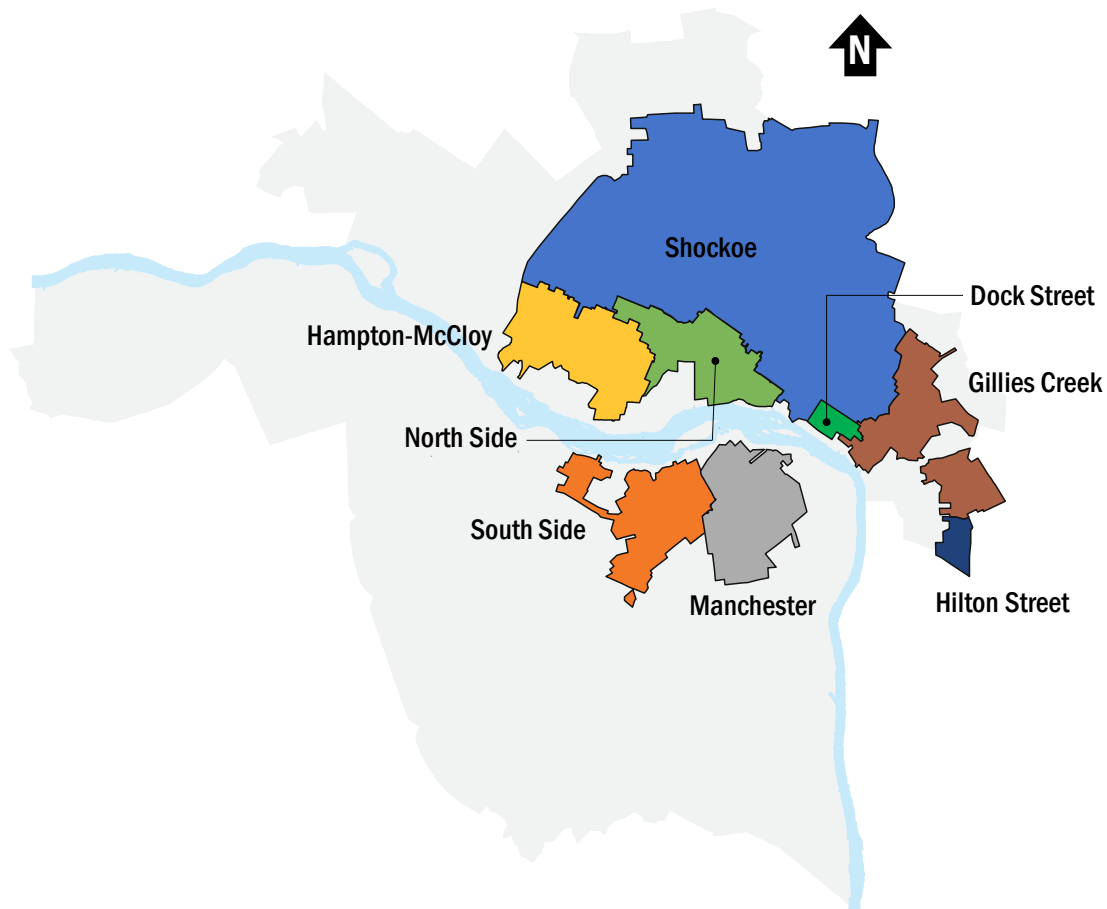 N
Shockoe
Dock Street
Hampton-McCloy
Gillies Creek
North Side
South Side
Manchester
Hilton Street